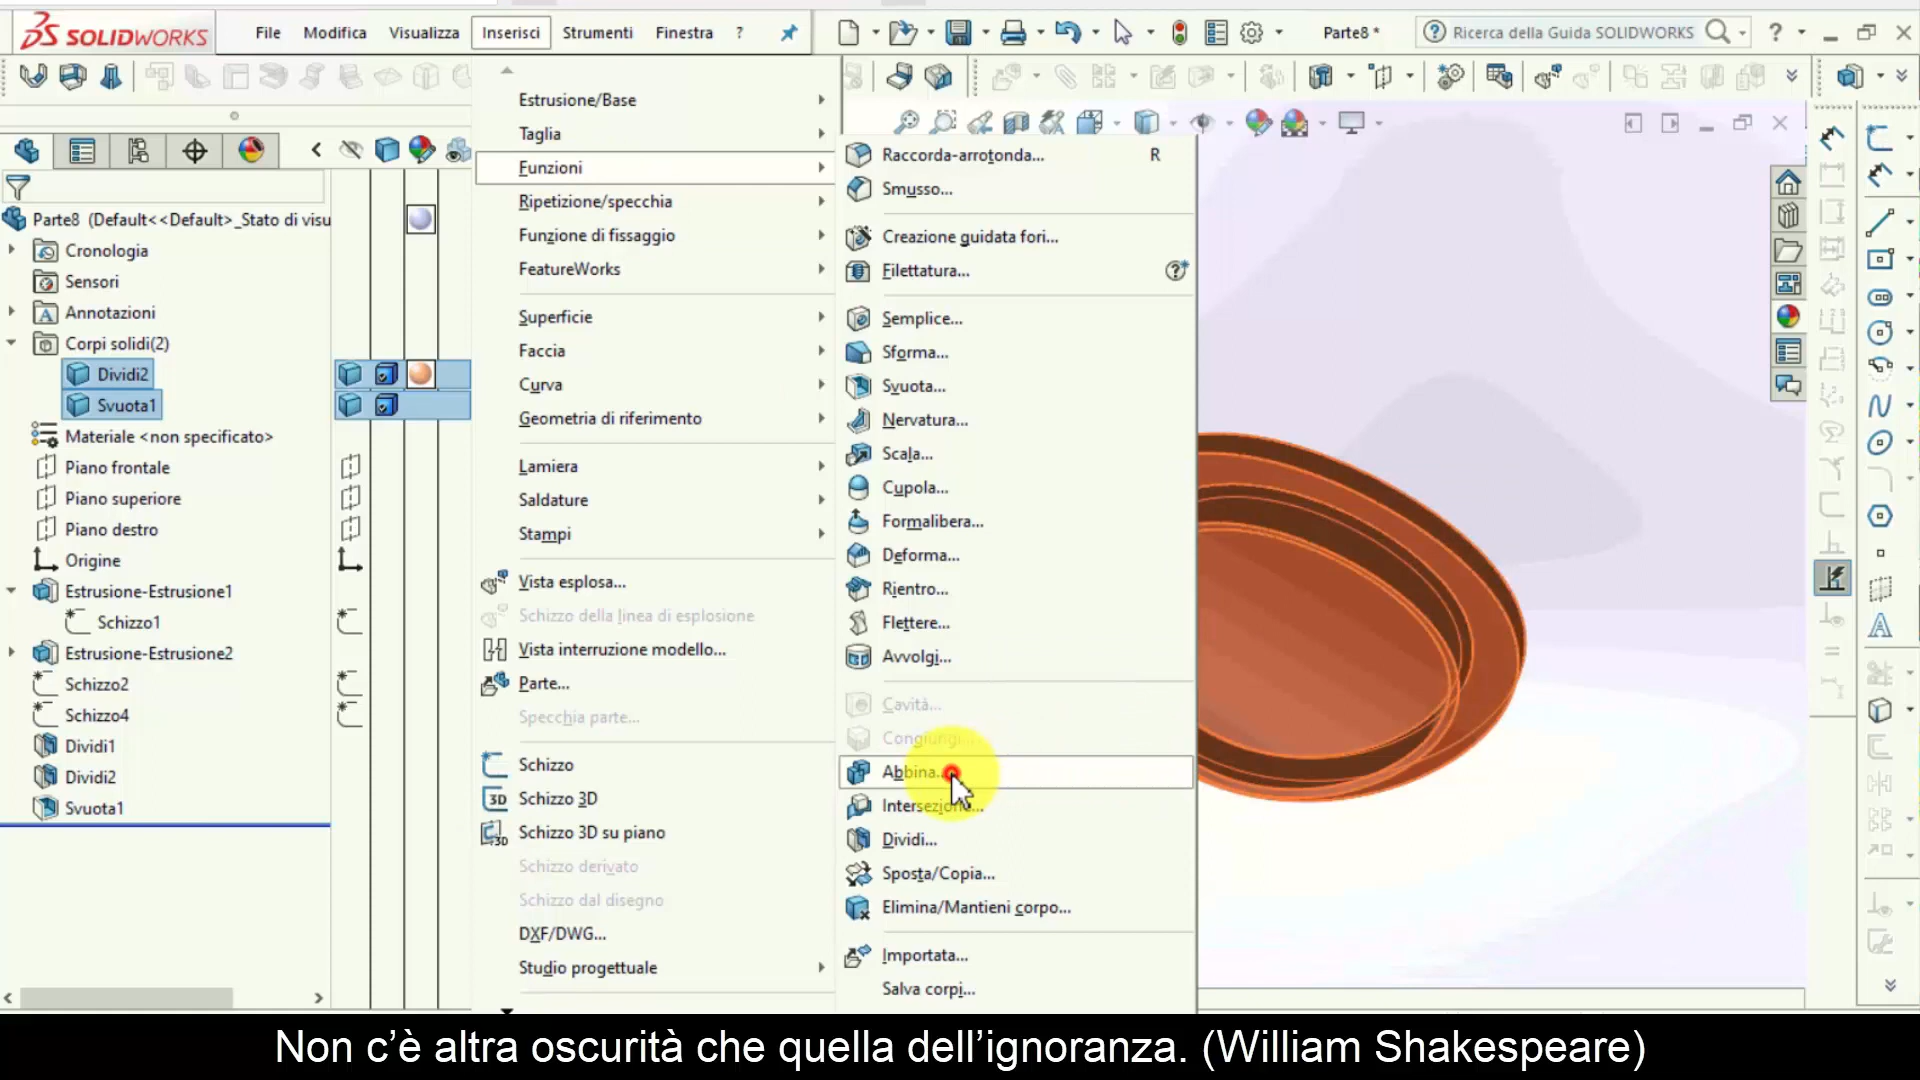 SOLIDWORKS File Modifica Visualizza Inserisci Strumenti Finestra ? Parte8 * Ricerca della Guida SOLIDWORKS ?
Parte8 (Default<<Default>_Stato di visu
Cronologia
Sensori
Annotazioni
Corpi solidi(2)
Dividi2
Svuota1
Materiale <non specificato>
Piano frontale
Piano superiore
Piano destro
Origine
Estrusione-Estrusione1
Schizzo1
Estrusione-Estrusione2
Schizzo2
Schizzo4
Dividi1
Dividi2
Svuota1
Estrusione/Base
Taglia
Funzioni
Ripetizione/specchia
Funzione di fissaggio
FeatureWorks
Superficie
Faccia
Curva
Geometria di riferimento
Lamiera
Saldature
Stampi
Vista esplosa...
Schizzo della linea di esplosione
Vista interruzione modello...
Parte...
Specchia parte...
Schizzo
3D Schizzo 3D
Schizzo 3D su piano
Schizzo derivato
Schizzo dal disegno
DXF/DWG...
Studio progettuale
Raccorda-arrotonda... R
Smusso...
Creazione guidata fori...
Filettatura...
Semplice...
Sforma...
Svuota...
Nervatura...
Scala...
Cupola...
Formalibera...
Deforma...
Rientro...
Flettere...
Avvolgi...
Cavità...
Congiungi...
Abbina...
Intersezione...
Dividi...
Sposta/Copia...
Elimina/Mantieni corpo...
Importata...
Salva corpi...
Non c’è altra oscurità che quella dell’ignoranza. (William Shakespeare)